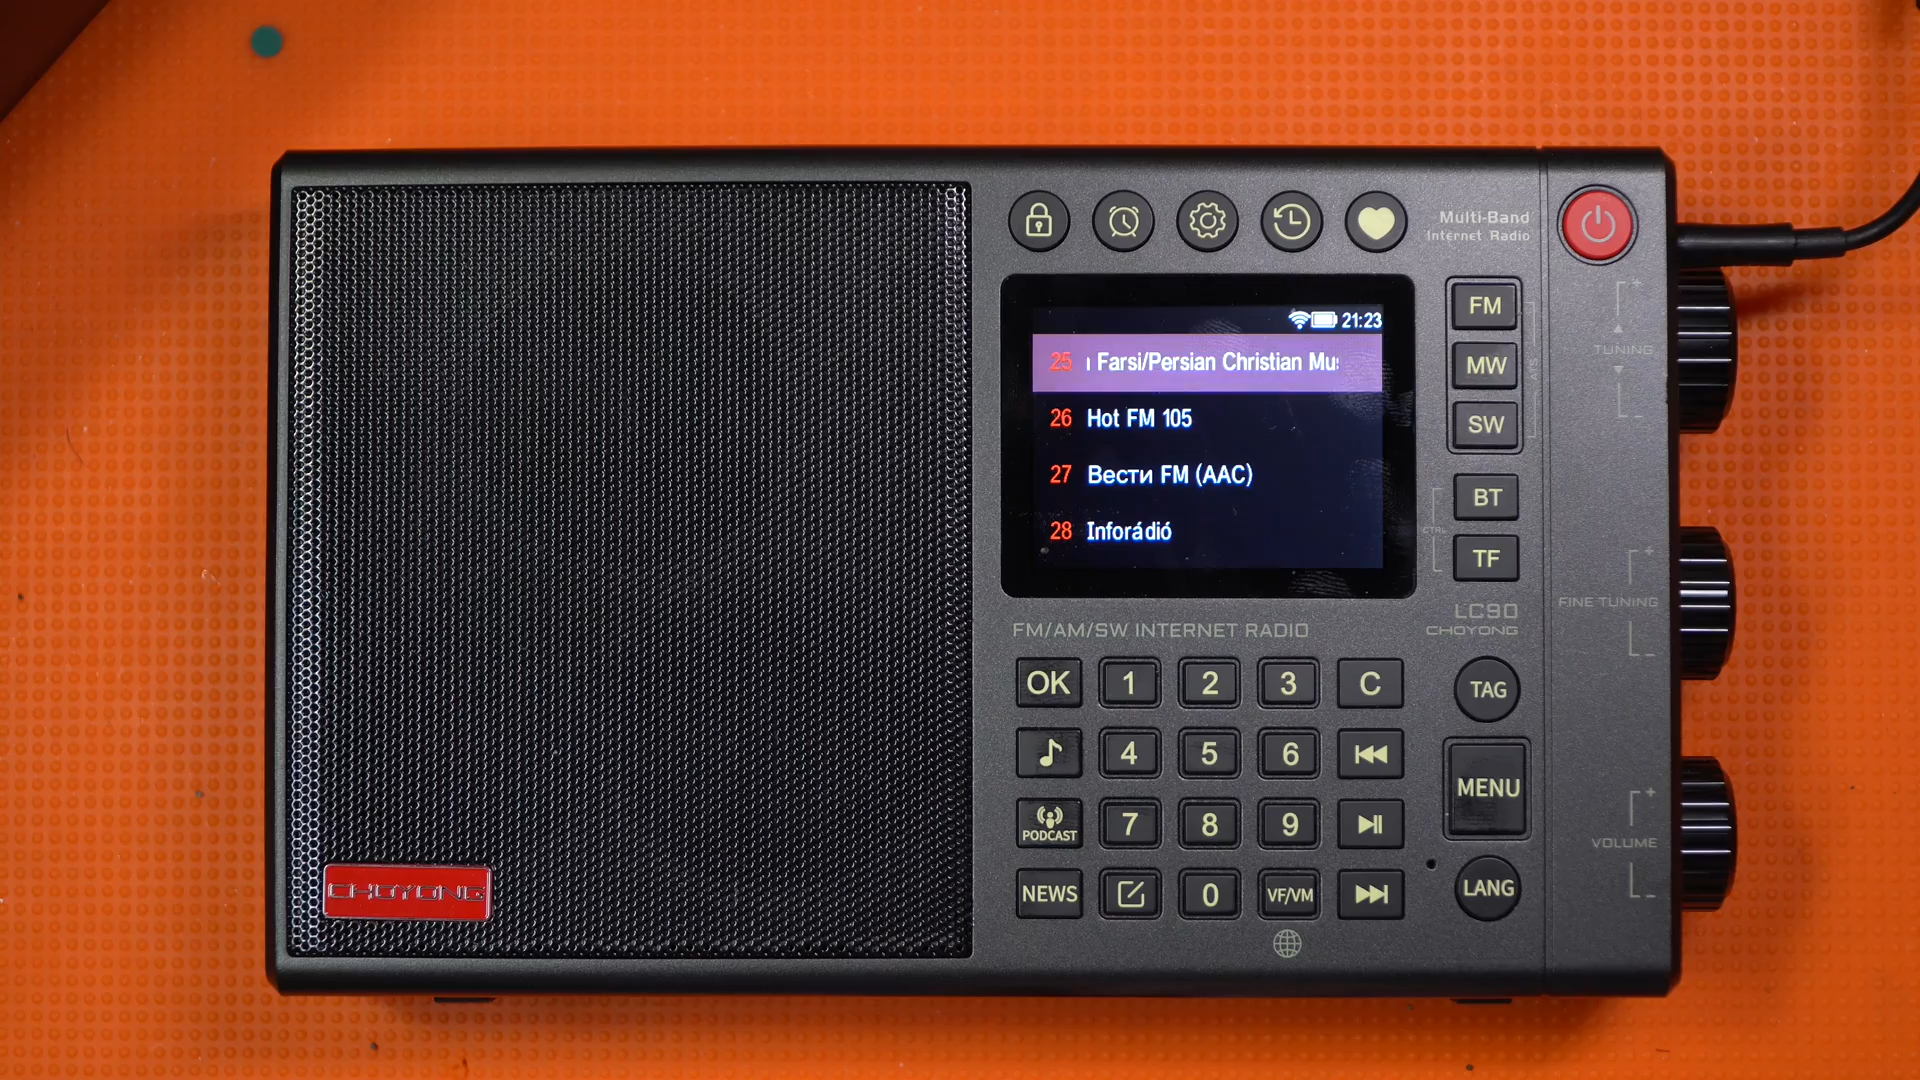 Multi-Band
Internet Radio
21:23
25 Farsi/Persian Christian
26 Hot FM 105
27 Вести FM (AAC)
28 Inforádió
FM
MW
SW
BT
TF
ATS
CTRL
+
TUNING
-
+
FINE TUNING
-
+
VOLUME
-
LC90
CHOYONG
FM/AM/SW INTERNET RADIO
OK 1 2 3 C
4 5 6
PODCAST 7 8 9
NEWS 0 VF/VM
TAG
MENU
LANG
CHOYONG